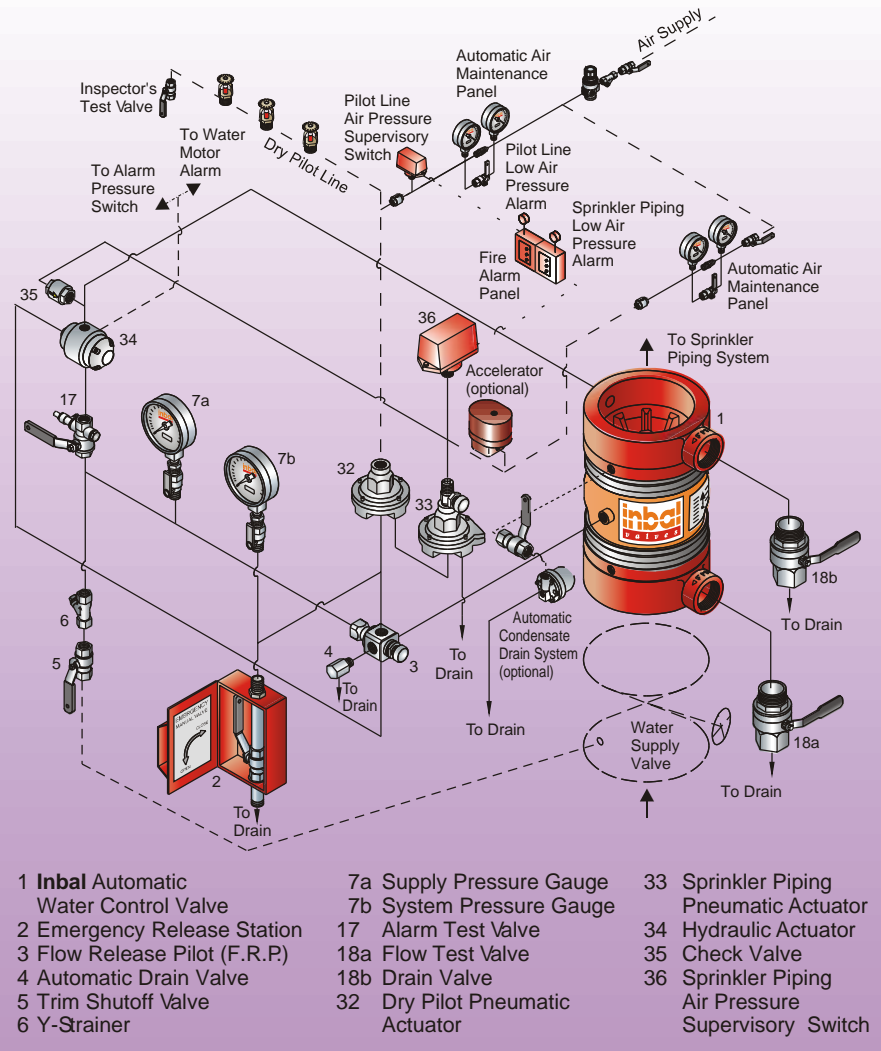 Air Supply
Automatic Air
Maintenance
Panel
Inspector's
Test Valve
Pilot Line
Air Pressure
Supervisory
Switch
To Water
Motor
Alarm
Dry Pilot Line
Pilot Line
Low Air
Pressure
Alarm
To Alarm
Pressure
Switch
Sprinkler Piping
Low Air
Pressure
Alarm
Fire
Alarm
Panel
Automatic Air
Maintenance
Panel
35
34
36
To Sprinkler
Piping System
Accelerator
(optional)
17
7a
7b
1
32
33
inbal
valves
18b
To Drain
6
5
4
3
To
Drain
To
Drain
Automatic
Condensate
Drain System
(optional)
To Drain
EMERGENCY
MANUAL VALVE
CLOSE
OPEN
2
To
Drain
Water
Supply
Valve
18a
To Drain
1 Inbal Automatic
Water Control Valve
2 Emergency Release Station
3 Flow Release Pilot (F.R.P.)
4 Automatic Drain Valve
5 Trim Shutoff Valve
6 Y-Strainer
7a Supply Pressure Gauge
7b System Pressure Gauge
17 Alarm Test Valve
18a Flow Test Valve
18b Drain Valve
32 Dry Pilot Pneumatic
Actuator
33 Sprinkler Piping
Pneumatic Actuator
34 Hydraulic Actuator
35 Check Valve
36 Sprinkler Piping
Air Pressure
Supervisory Switch